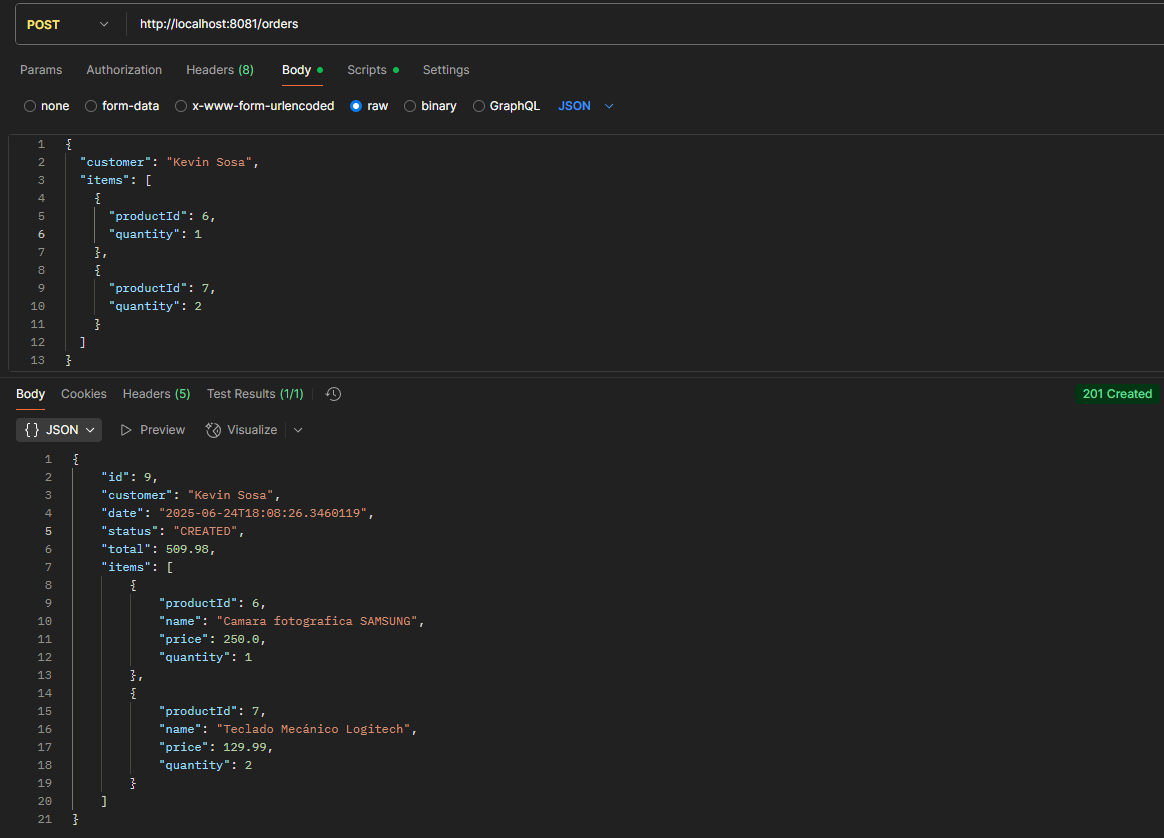 POST http://localhost:8081/orders
Params Authorization Headers (8) Body Scripts Settings
none form-data x-www-form-urlencoded raw binary GraphQL JSON
1 {
2 "customer": "Kevin Sosa",
3 "items": [
4 {
5 "productId": 6,
6 "quantity": 1
7 },
8 {
9 "productId": 7,
10 "quantity": 2
11 }
12 ]
13 }
Body Cookies Headers (5) Test Results (1/1) 201 Created
{} JSON Preview Visualize
1 {
2 "id": 9,
3 "customer": "Kevin Sosa",
4 "date": "2025-06-24T18:08:26.3460119",
5 "status": "CREATED",
6 "total": 509.98,
7 "items": [
8 {
9 "productId": 6,
10 "name": "Camara fotografica SAMSUNG",
11 "price": 250.0,
12 "quantity": 1
13 },
14 {
15 "productId": 7,
16 "name": "Teclado Mecánico Logitech",
17 "price": 129.99,
18 "quantity": 2
19 }
20 ]
21 }